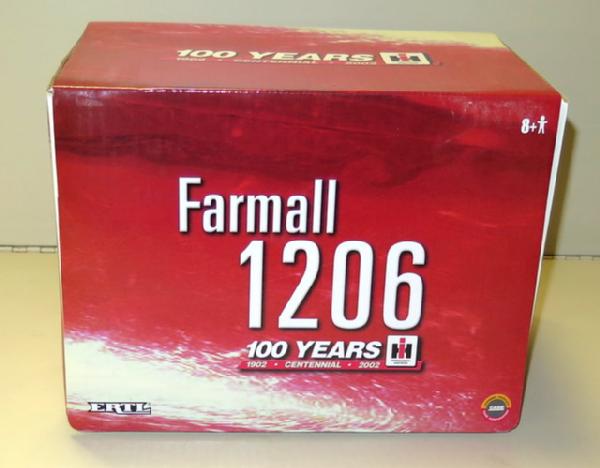 100 YEARS IH
1902 • CENTENNIAL • 2002
8+
Farmall
1206
100 YEARS IH
1902 • CENTENNIAL • 2002
ERTL